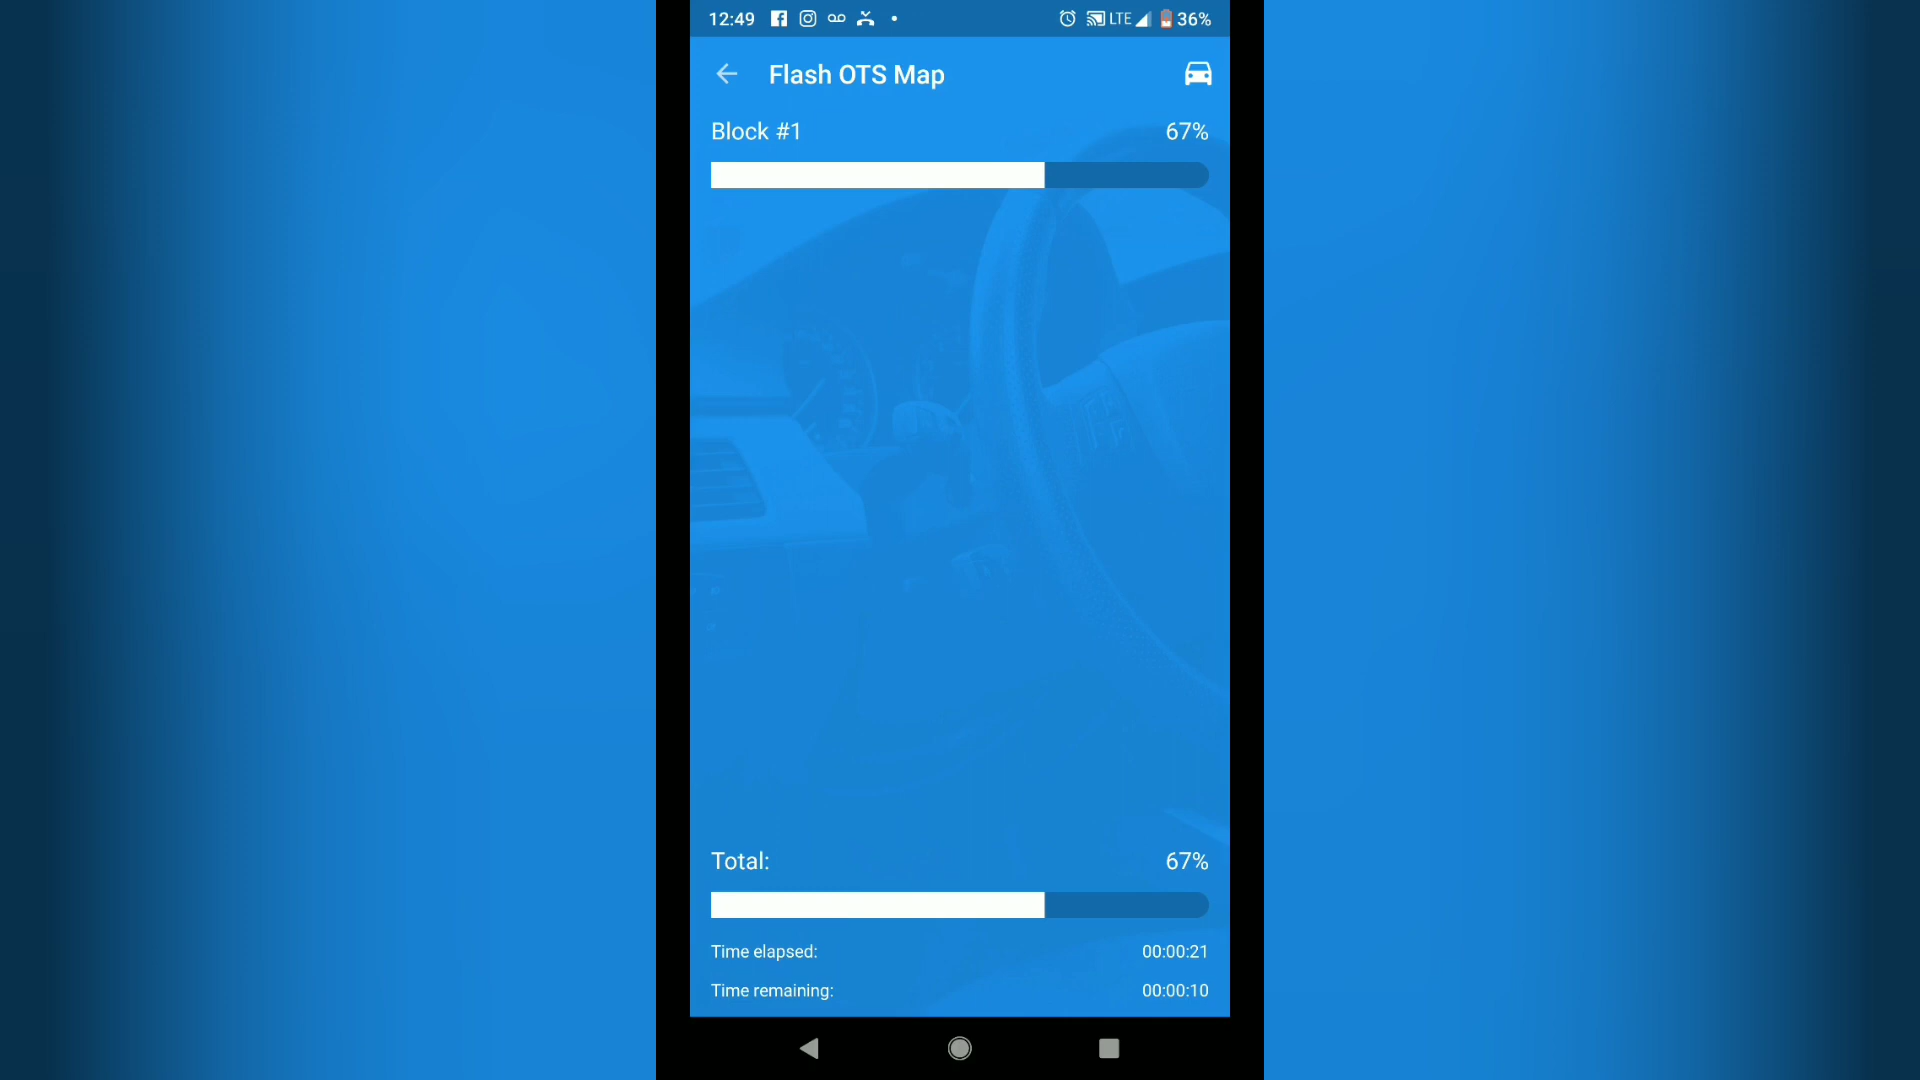 12:49 LTE 36%
Flash OTS Map
Block #1 67%
Total: 67%
Time elapsed: 00:00:21
Time remaining: 00:00:10